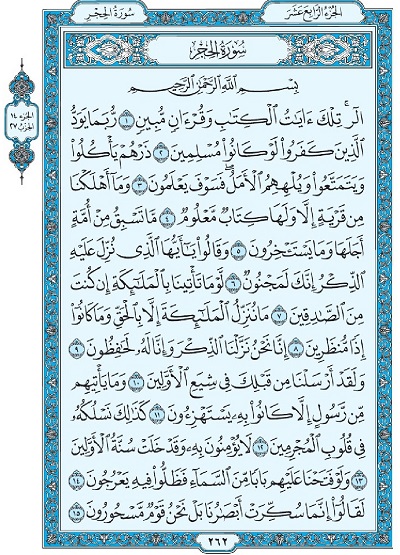 الجزء الرابع عشر
سورة الحجر
سُورَةُ الحِجْرِ
الجزء ١٤
الحزب ٢٧
بِسْمِ اللَّهِ الرَّحْمَٰنِ الرَّحِيمِ
الٓر ۚ تِلْكَ ءَايَٰتُ ٱلْكِتَٰبِ وَقُرْءَانٍ مُّبِينٍ ١ رُّبَمَا يَوَدُّ
ٱلَّذِينَ كَفَرُوا۟ لَوْ كَانُوا۟ مُسْلِمِينَ ٢ ذَرْهُمْ يَأْكُلُوا۟
وَيَتَمَتَّعُوا۟ وَيُلْهِهِمُ ٱلْأَمَلُ ۖ فَسَوْفَ يَعْلَمُونَ ٣ وَمَآ أَهْلَكْنَا
مِن قَرْيَةٍ إِلَّا وَلَهَا كِتَابٌ مَّعْلُومٌ ٤ مَّا تَسْبِقُ مِنْ أُمَّةٍ
أَجَلَهَا وَمَا يَسْتَـْٔخِرُونَ ٥ وَقَالُوا۟ يَٰٓأَيُّهَا ٱلَّذِى نُزِّلَ عَلَيْهِ
ٱلذِّكْرُ إِنَّكَ لَمَجْنُونٌ ٦ لَّوْ مَا تَأْتِينَا بِٱلْمَلَٰٓئِكَةِ إِن كُنتَ
مِنَ ٱلصَّٰدِقِينَ ٧ مَا نُنَزِّلُ ٱلْمَلَٰٓئِكَةَ إِلَّا بِٱلْحَقِّ وَمَا كَانُوٓا۟
إِذًا مُّنظَرِينَ ٨ إِنَّا نَحْنُ نَزَّلْنَا ٱلذِّكْرَ وَإِنَّا لَهُۥ لَحَٰفِظُونَ ٩
وَلَقَدْ أَرْسَلْنَا مِن قَبْلِكَ فِى شِيَعِ ٱلْأَوَّلِينَ ١٠ وَمَا يَأْتِيهِم
مِّن رَّسُولٍ إِلَّا كَانُوا۟ بِهِۦ يَسْتَهْزِءُونَ ١١ كَذَٰلِكَ نَسْلُكُهُۥ
فِى قُلُوبِ ٱلْمُجْرِمِينَ ١٢ لَا يُؤْمِنُونَ بِهِۦ ۖ وَقَدْ خَلَتْ سُنَّةُ ٱلْأَوَّلِينَ
١٣ وَلَوْ فَتَحْنَا عَلَيْهِم بَابًا مِّنَ ٱلسَّمَآءِ فَظَلُّوا۟ فِيهِ يَعْرُجُونَ ١٤
لَقَالُوٓا۟ إِنَّمَا سُكِّرَتْ أَبْصَٰرُنَا بَلْ نَحْنُ قَوْمٌ مَّسْحُورُونَ ١٥
٢٦٢